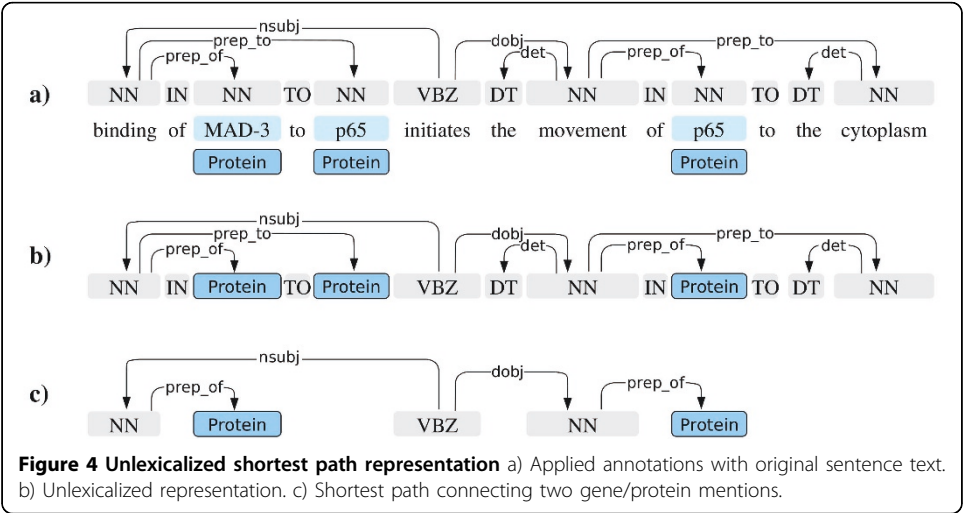 nsubj
prep_to dobj prep_to
prep_of det prep_of det
a) NN IN NN TO NN VBZ DT NN IN NN TO DT NN
binding of MAD-3 to p65 initiates the movement of p65 to the cytoplasm
Protein Protein Protein
nsubj
prep_to dobj prep_to
prep_of det prep_of det
b) NN IN Protein TO Protein VBZ DT NN IN Protein TO DT NN
nsubj
dobj
prep_of prep_of
c) NN Protein VBZ NN Protein
Figure 4 Unlexicalized shortest path representation a) Applied annotations with original sentence text.
b) Unlexicalized representation. c) Shortest path connecting two gene/protein mentions.